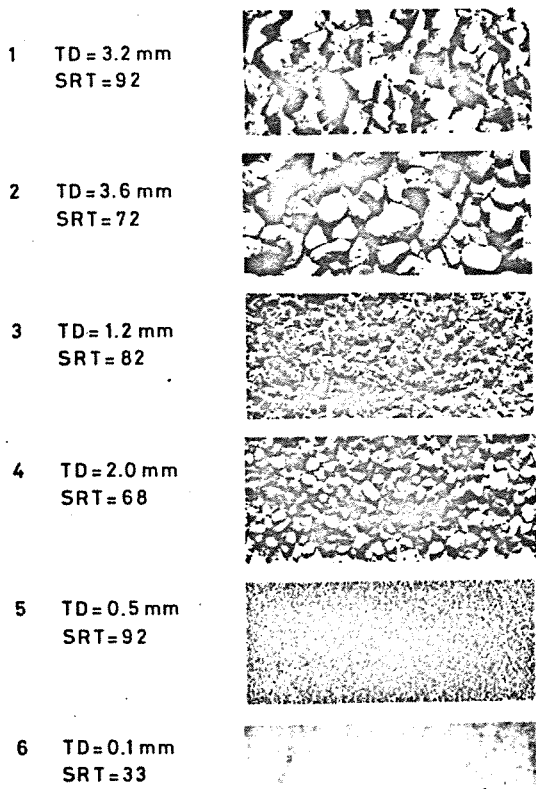 1 TD=3.2 mm
SRT=92
2 TD=3.6 mm
SRT=72
3 TD=1.2 mm
SRT=82
4 TD=2.0 mm
SRT=68
5 TD=0.5 mm
SRT=92
6 TD=0.1 mm
SRT=33